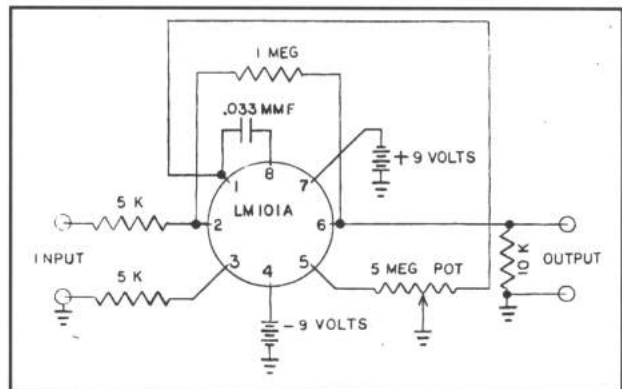 1 MEG
.033 MMF
+ 9 VOLTS
1
8
7
5 K
LM101A
2
6
INPUT
3
5
5 MEG POT
10 K
OUTPUT
5 K
4
- 9 VOLTS